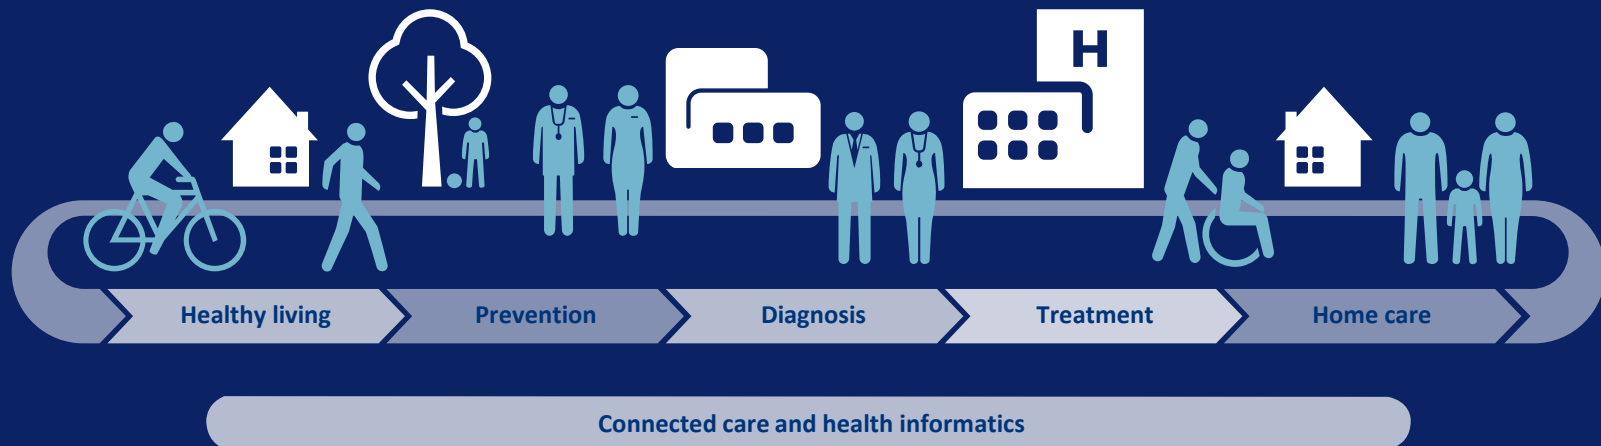 H
Healthy living
Prevention
Diagnosis
Treatment
Home care
Connected care and health informatics